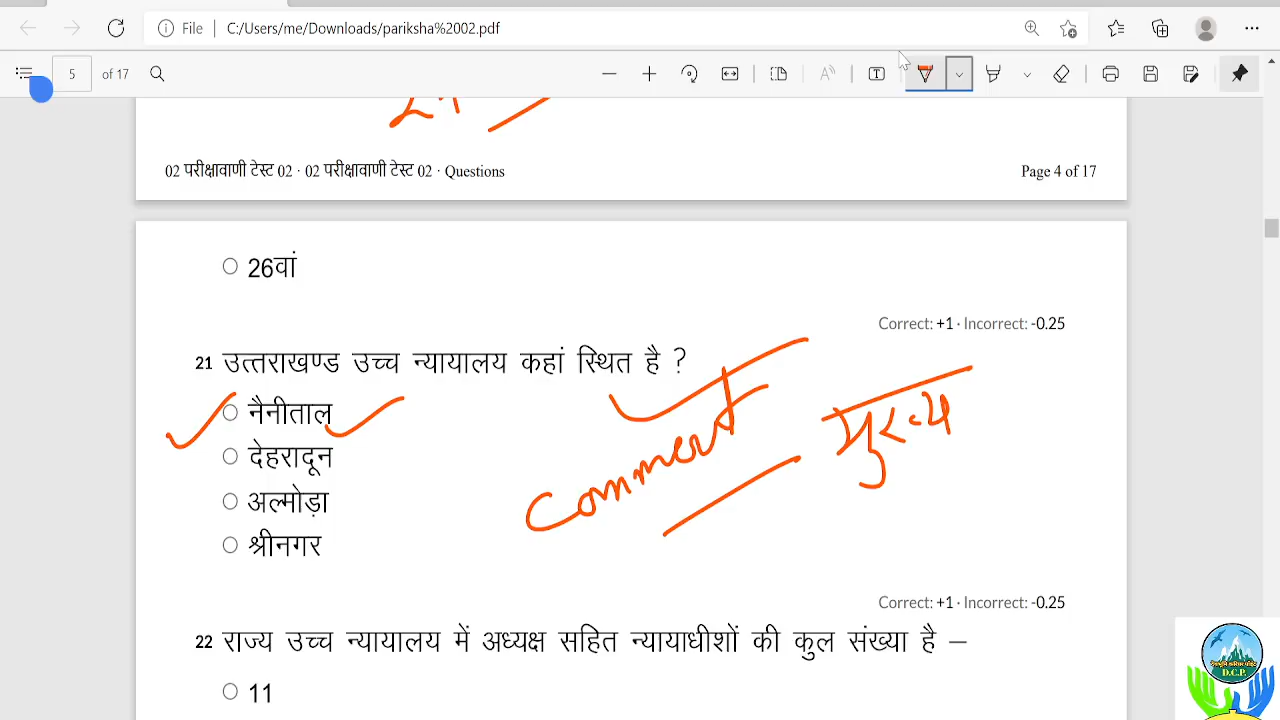 File C:/Users/me/Downloads/pariksha%2002.pdf
5 of 17
02 परीक्षावाणी टेस्ट 02 · 02 परीक्षावाणी टेस्ट 02 · Questions Page 4 of 17
26वां
Correct: +1 · Incorrect: -0.25
21 उत्तराखण्ड उच्च न्यायालय कहां स्थित है ?
नैनीताल
देहरादून
अल्मोड़ा
श्रीनगर
comment
मुख्य
Correct: +1 · Incorrect: -0.25
22 राज्य उच्च न्यायालय में अध्यक्ष सहित न्यायाधीशों की कुल संख्या है –
11
D.C.P.